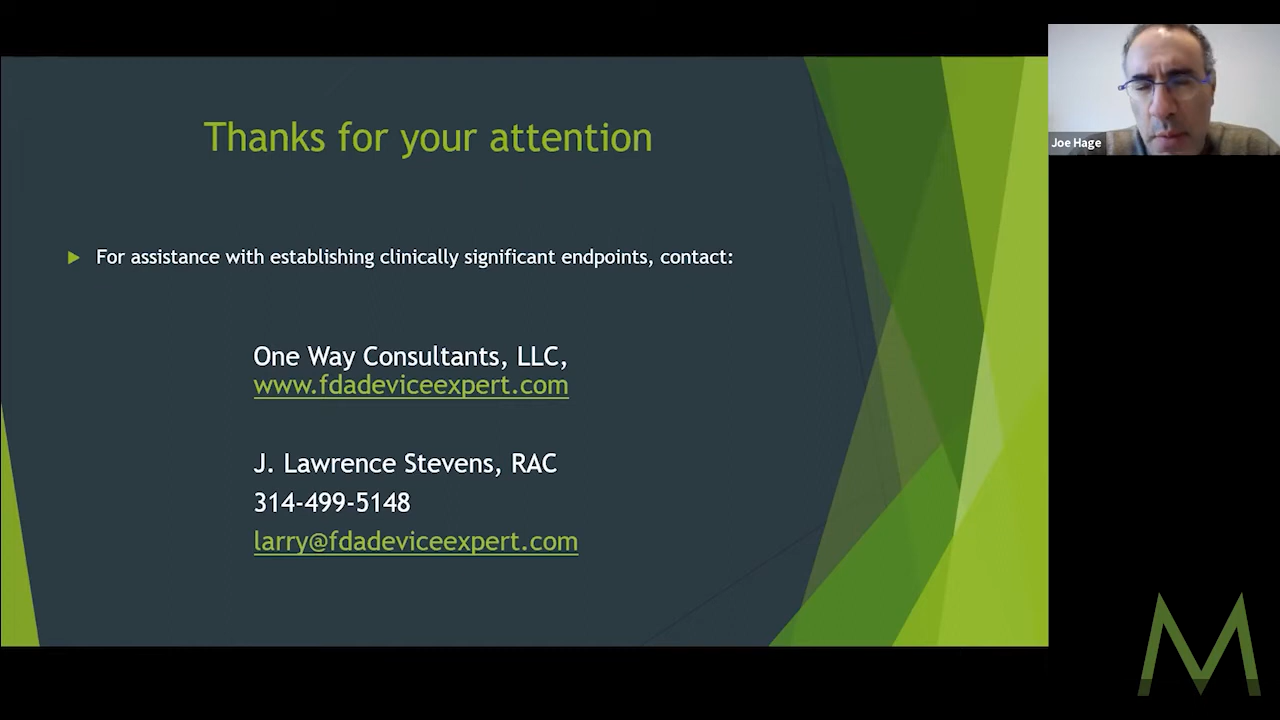 Thanks for your attention
For assistance with establishing clinically significant endpoints, contact:
One Way Consultants, LLC,
www.fdadeviceexpert.com
J. Lawrence Stevens, RAC
314-499-5148
larry@fdadeviceexpert.com
Joe Hage
M